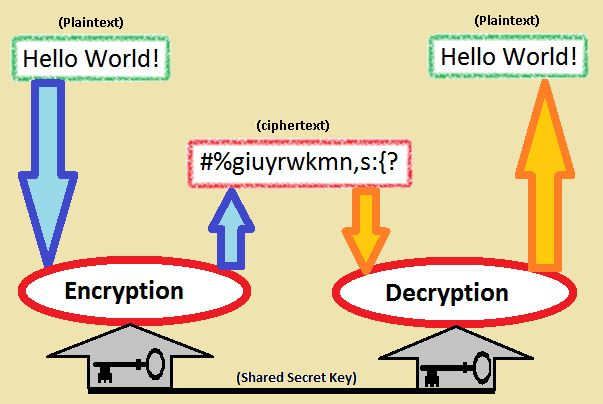 (Plaintext)
Hello World!
(Plaintext)
Hello World!
(ciphertext)
#%giuyrwkmn,s:{?
Encryption
Decryption
(Shared Secret Key)